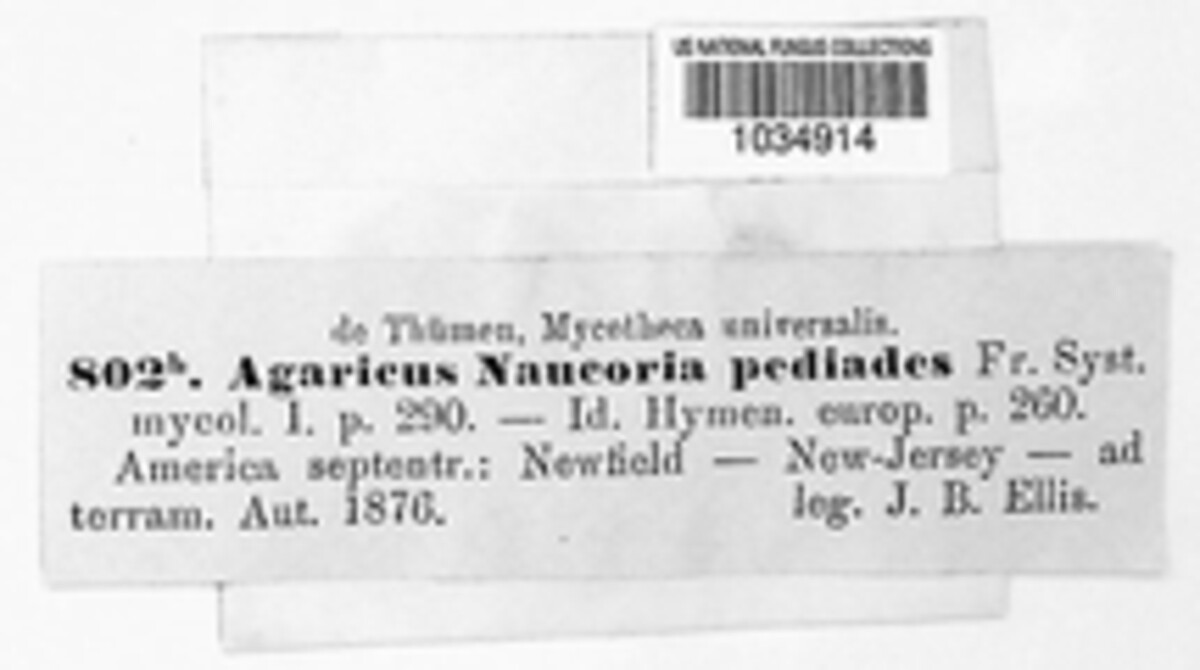 US NATIONAL FUNGUS COLLECTIONS
1034914
de Thümen, Mycotheca universalis.
802ᵇ. Agaricus Naucoria pediades Fr. Syst.
mycol. I. p. 290. — Id. Hymen. europ. p. 260.
America septentr.: Newfield — New-Jersey — ad
terram. Aut. 1876. leg. J. B. Ellis.